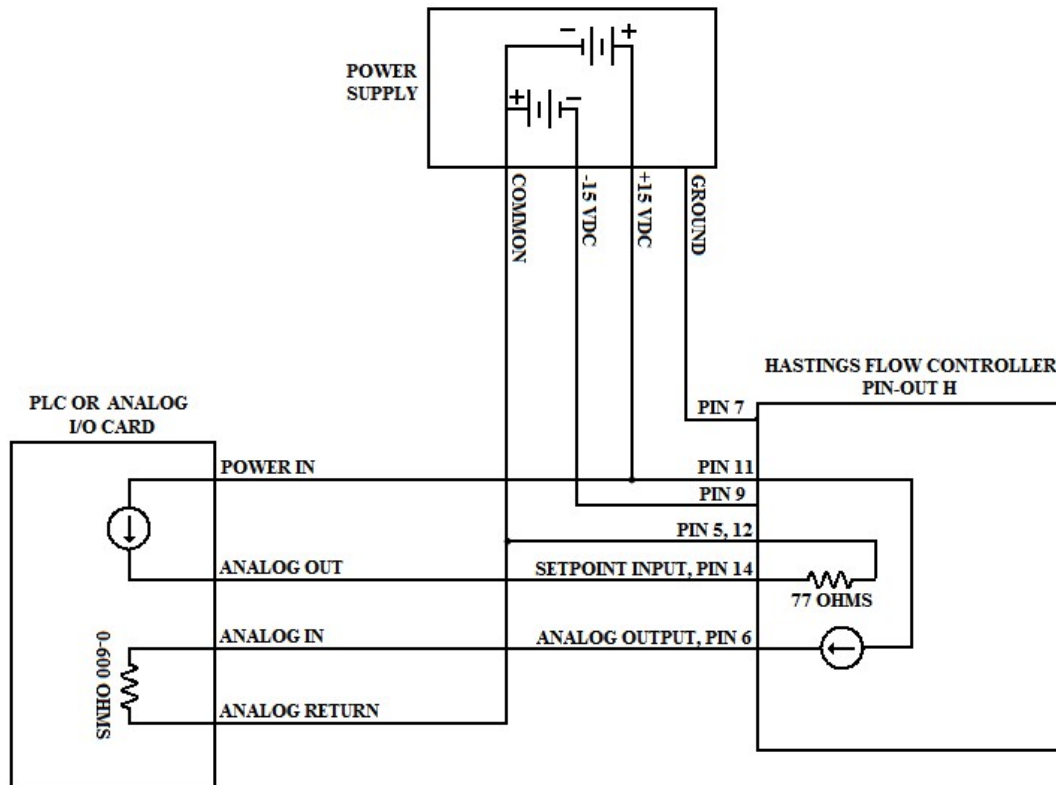 POWER
SUPPLY
−
+
+
−
COMMON
-15 VDC
+15 VDC
GROUND
HASTINGS FLOW CONTROLLER
PIN-OUT H
PLC OR ANALOG
I/O CARD
PIN 7
POWER IN
PIN 11
PIN 9
PIN 5, 12
ANALOG OUT
SETPOINT INPUT, PIN 14
77 OHMS
0-600 OHMS
ANALOG IN
ANALOG OUTPUT, PIN 6
ANALOG RETURN